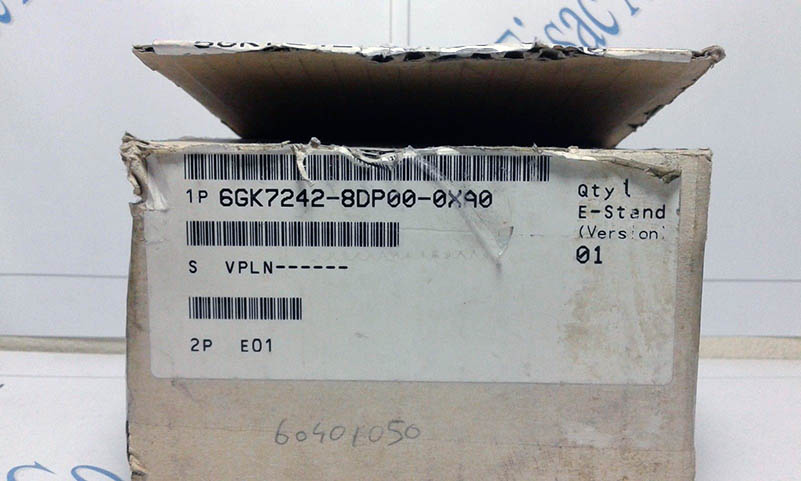 1P 6GK7242-8DP00-0XA0
Qty 1
E-Stand
(Version)
01
S VPLN------
2P E01
60401050